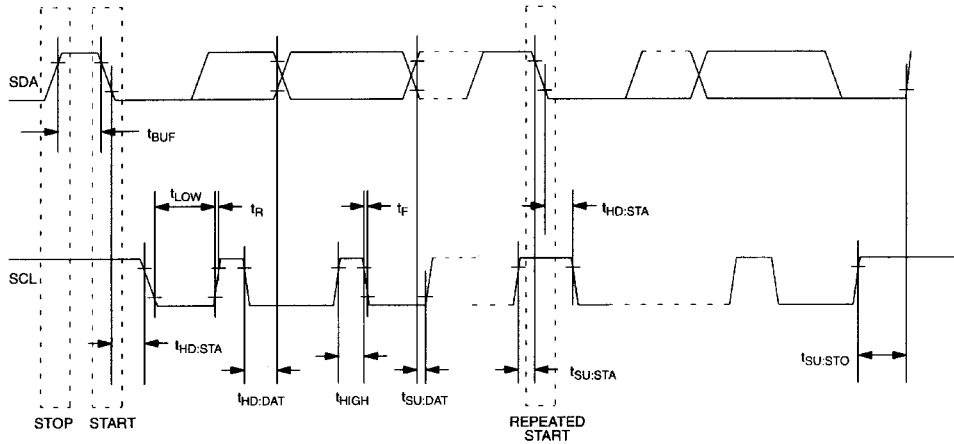 SDA
tBUF
tLOW
tR
tF
tHD:STA
SCL
tHD:STA
tSU:STA
tSU:STO
tHD:DAT
tHIGH
tSU:DAT
STOP
START
REPEATED
START